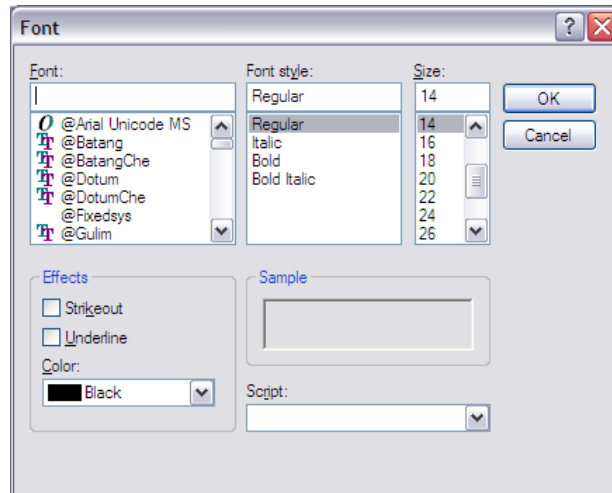 Font
Font: Font style: Size:
Regular 14
OK
Cancel
@Arial Unicode MS
@Batang
@BatangChe
@Dotum
@DotumChe
@Fixedsys
@Gulim
Regular
Italic
Bold
Bold Italic
14
16
18
20
22
24
26
Effects
Strikeout
Underline
Color:
Black
Sample
Script: